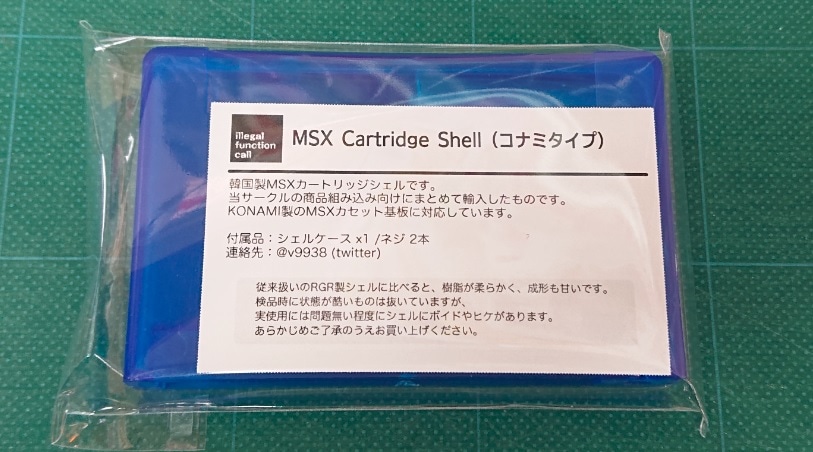 illegal
function
call
MSX Cartridge Shell (コナミタイプ)
韓国製MSXカートリッジシェルです。
当サークルの商品組み込み向けにまとめて輸入したものです。
KONAMI製のMSXカセット基板に対応しています。
付属品：シェルケース x1 /ネジ 2本
連絡先：@v9938 (twitter)
従来扱いのRGR製シェルに比べると、樹脂が柔らかく、成形も甘いです。
検品時に状態が酷いものは抜いていますが、
実使用には問題無い程度にシェルにボイドやヒケがあります。
あらかじめご了承のうえお買い上げください。